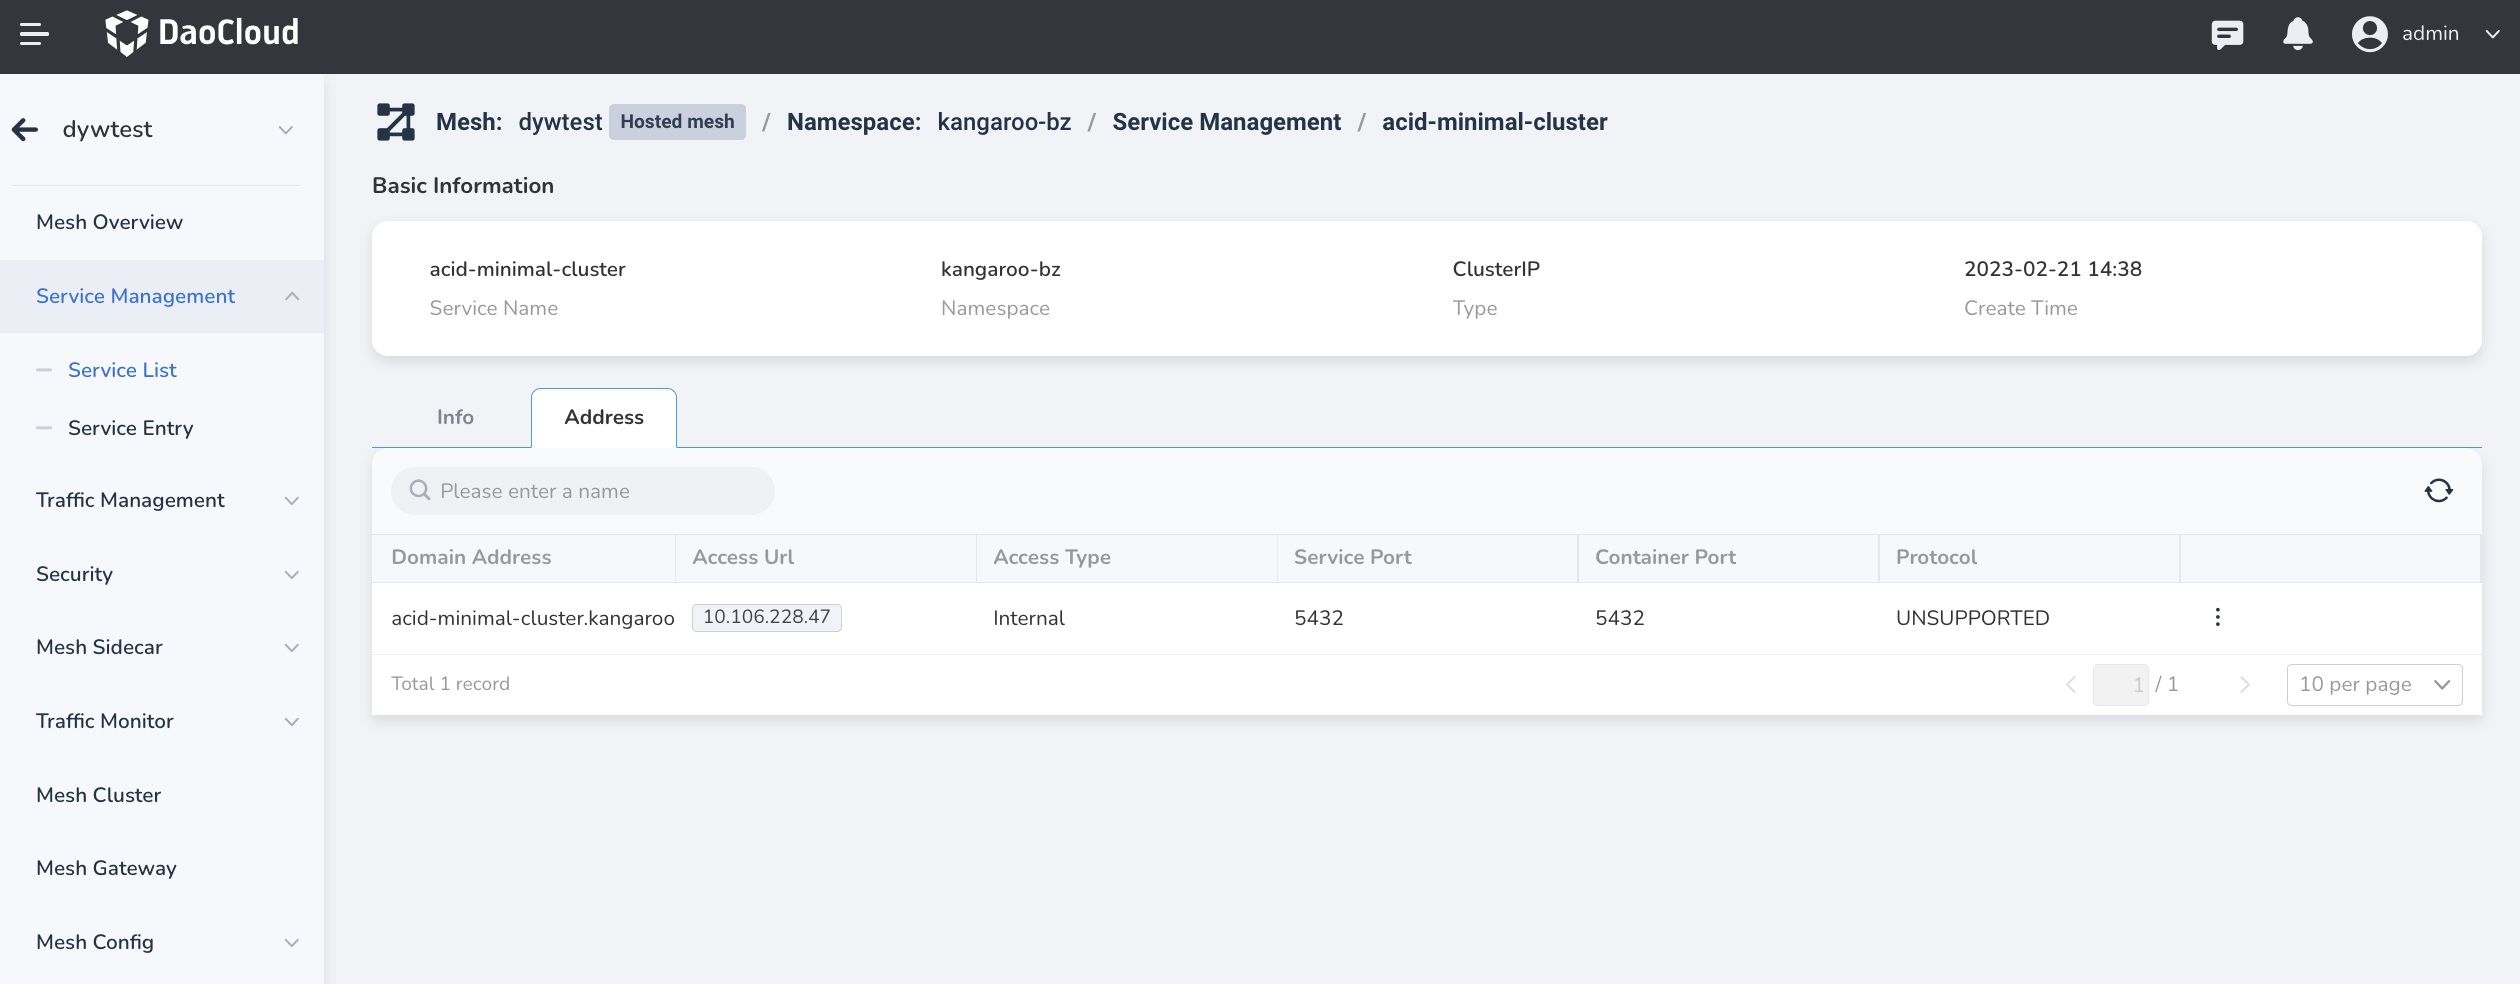 DaoCloud
admin
dywtest
Mesh: dywtest Hosted mesh / Namespace: kangaroo-bz / Service Management / acid-minimal-cluster
Mesh Overview
Service Management
Service List
Service Entry
Traffic Management
Security
Mesh Sidecar
Traffic Monitor
Mesh Cluster
Mesh Gateway
Mesh Config
Basic Information
acid-minimal-cluster kangaroo-bz ClusterIP 2023-02-21 14:38
Service Name Namespace Type Create Time
Info Address
Please enter a name
Domain Address Access Url Access Type Service Port Container Port Protocol
acid-minimal-cluster.kangaroo 10.106.228.47 Internal 5432 5432 UNSUPPORTED
Total 1 record 1 / 1 10 per page